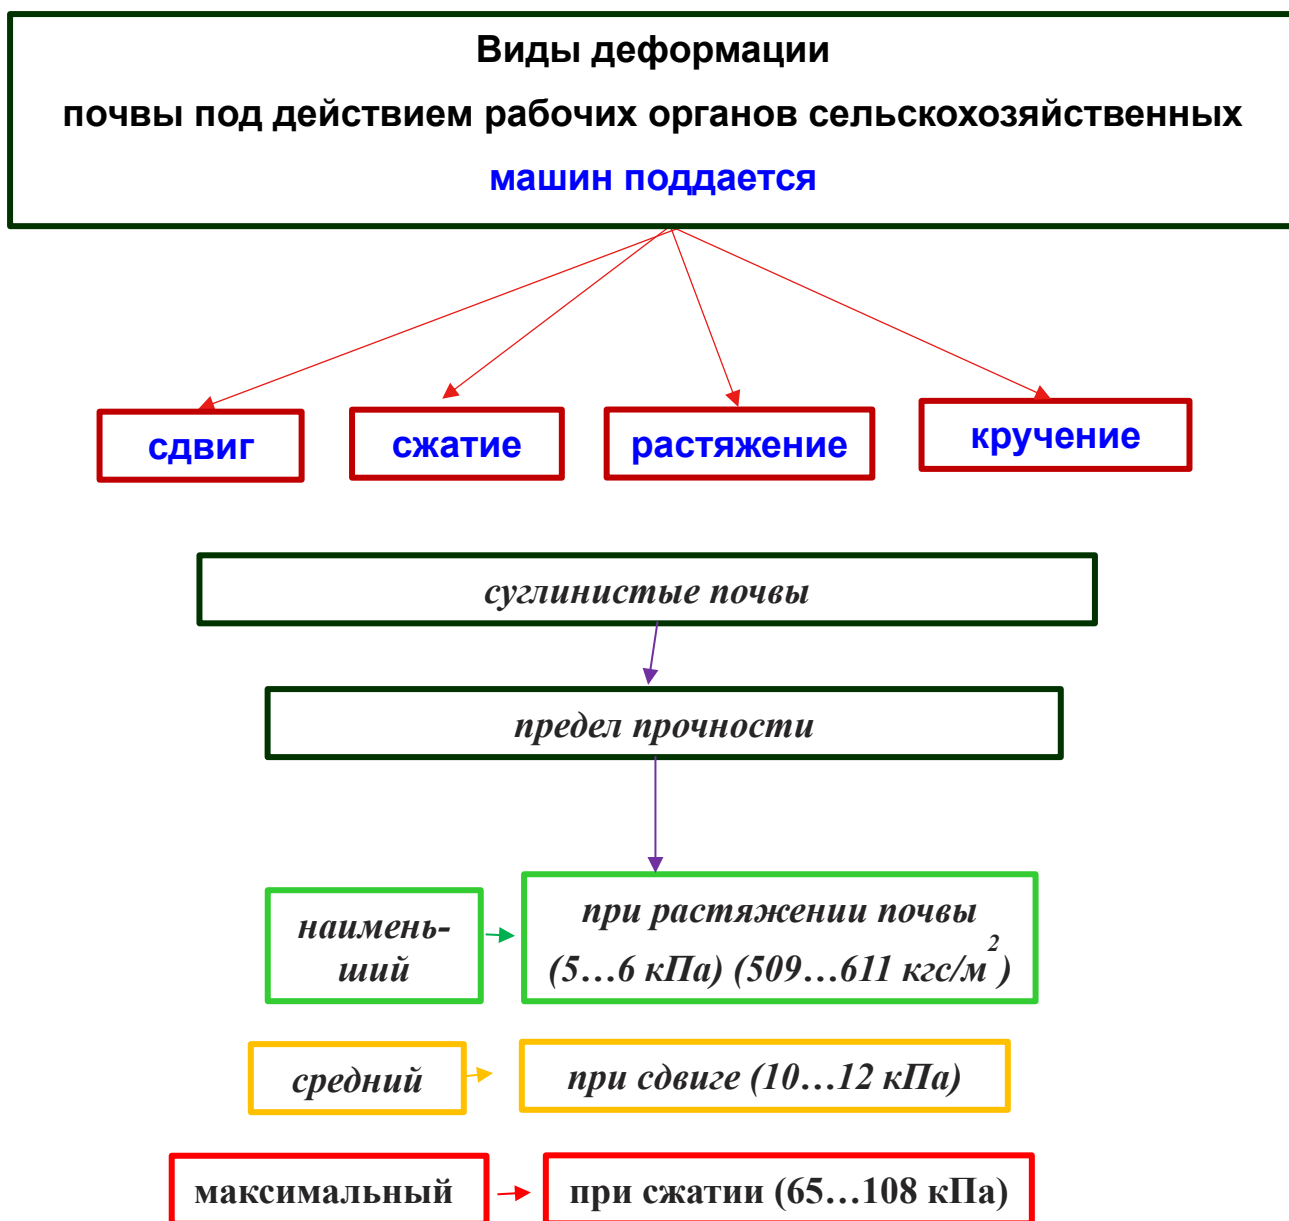 Виды деформации
почвы под действием рабочих органов сельскохозяйственных
машин поддается
сдвиг
сжатие
растяжение
кручение
суглинистые почвы
предел прочности
наимень-
ший
при растяжении почвы
(5…6 кПа) (509…611 кгс/м²)
средний
при сдвиге (10…12 кПа)
максимальный
при сжатии (65…108 кПа)